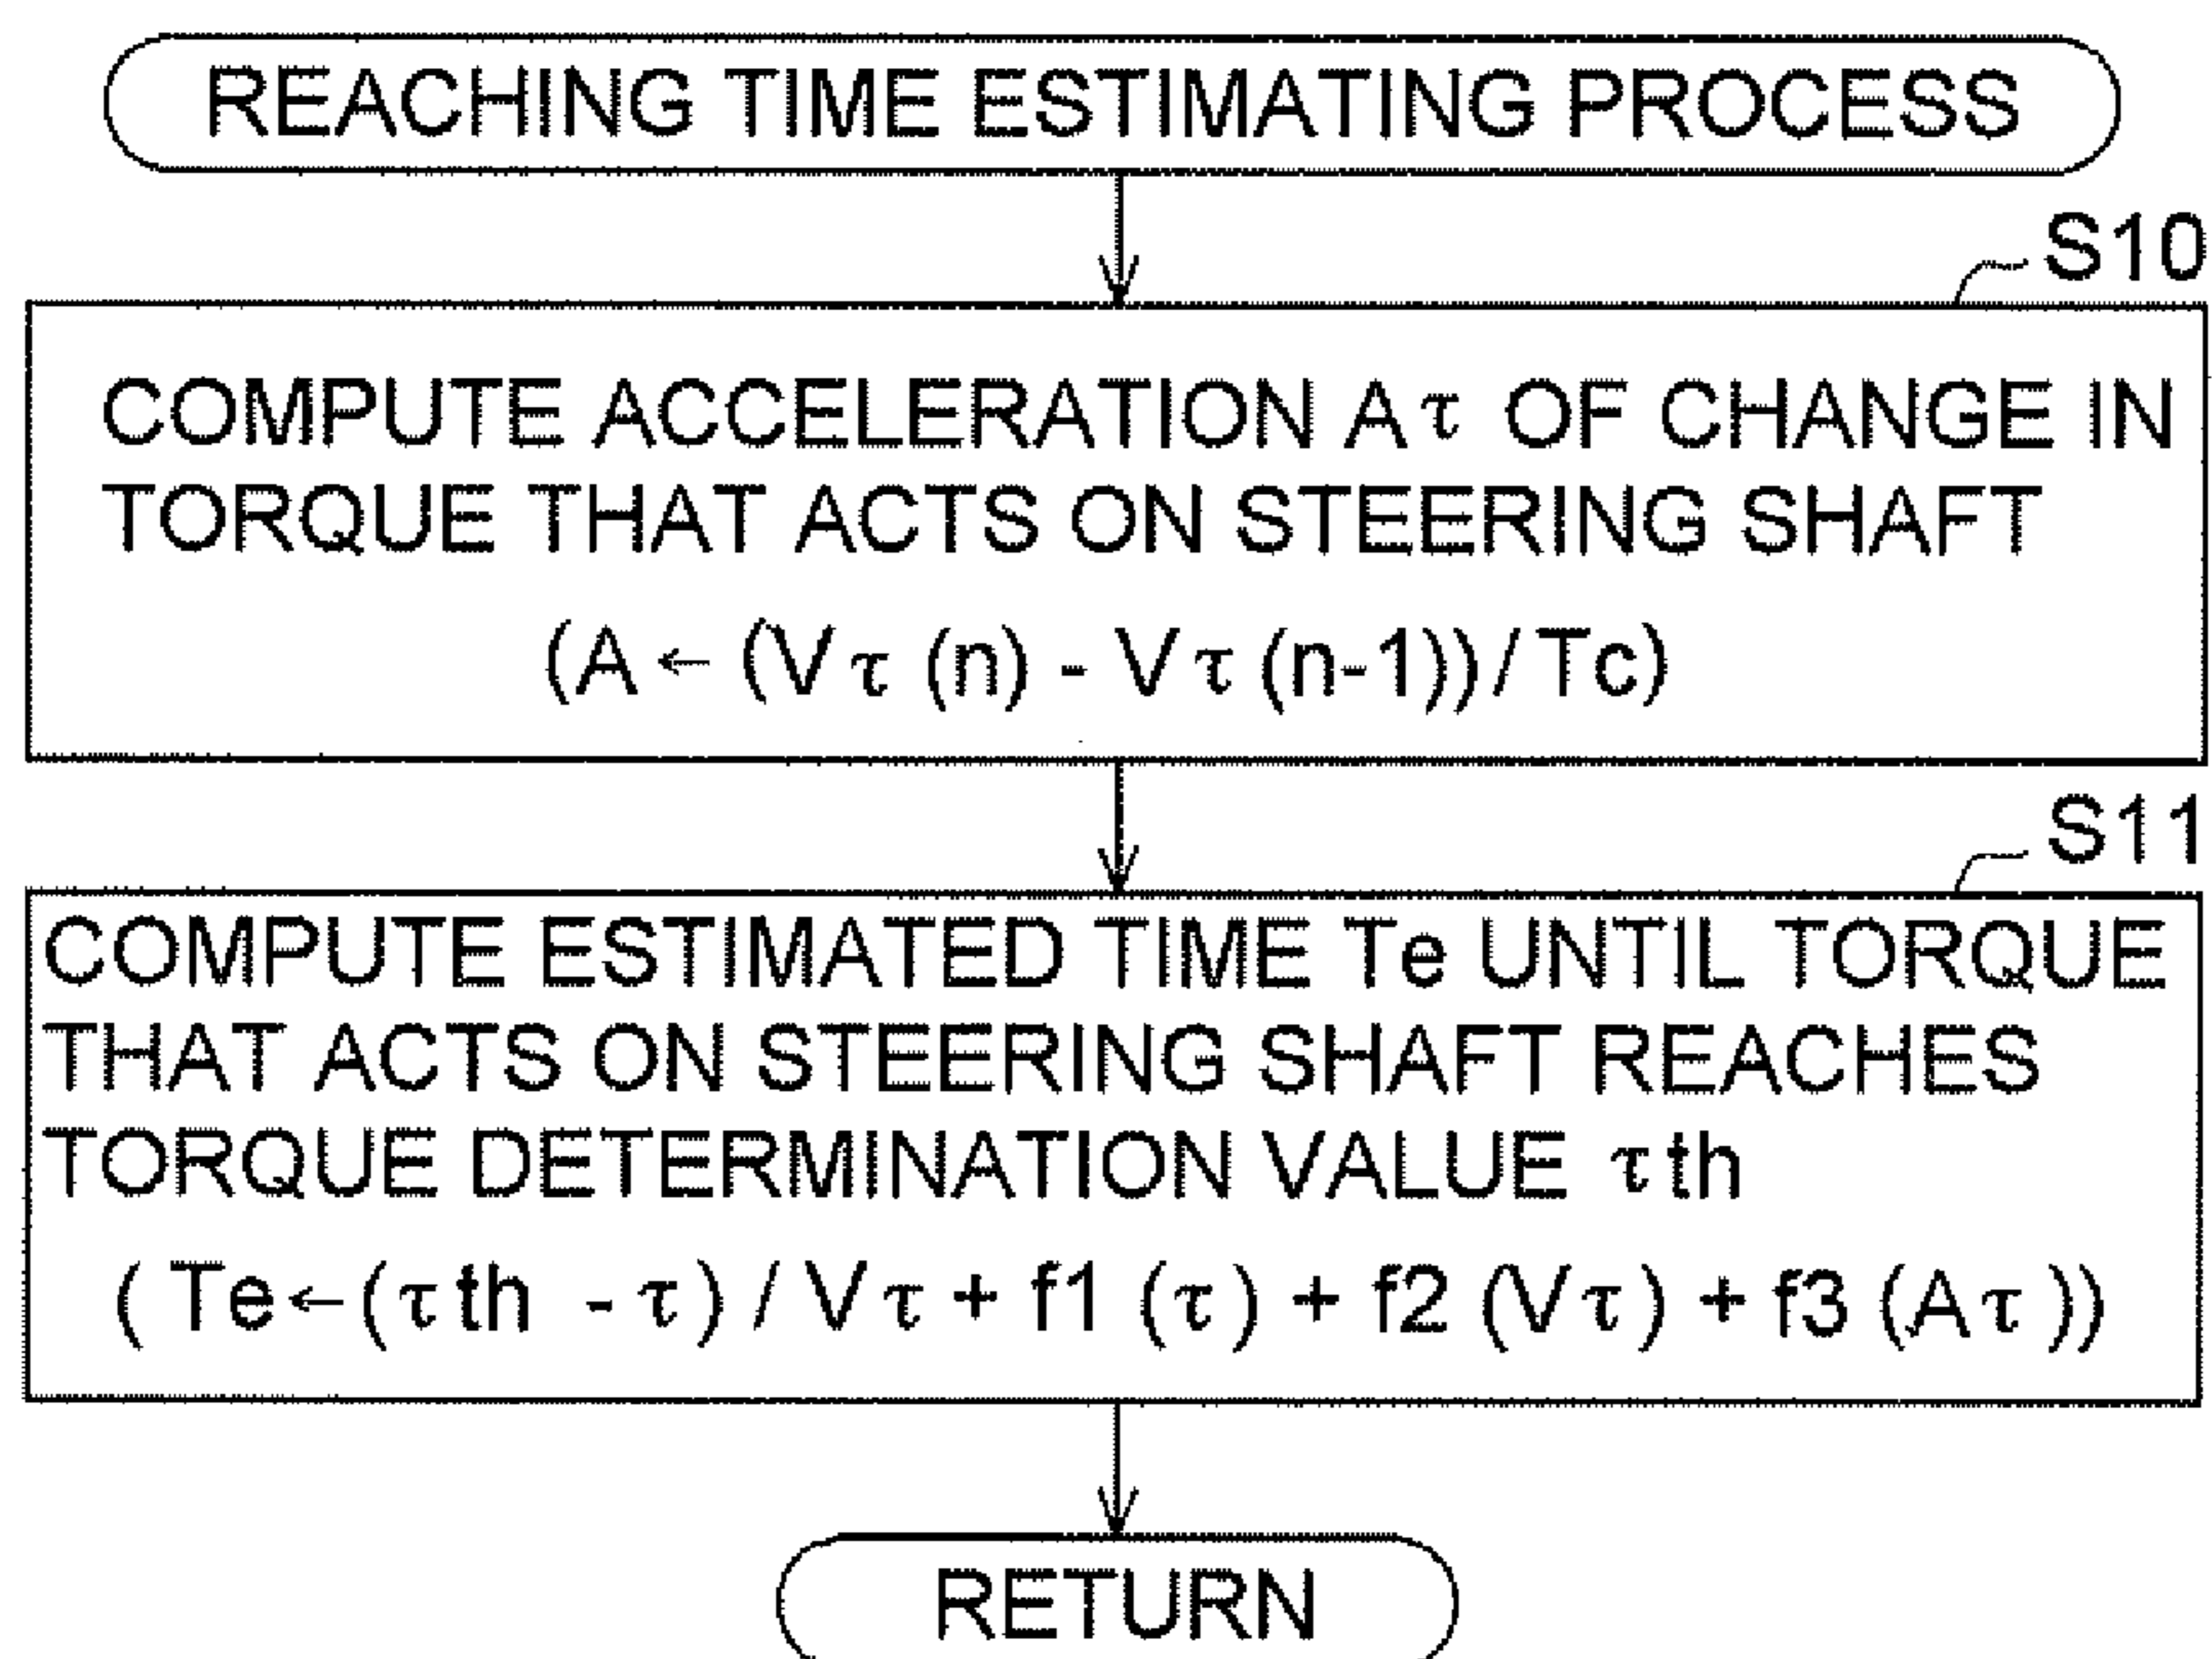 REACHING TIME ESTIMATING PROCESS
S10
COMPUTE ACCELERATION Aτ OF CHANGE IN
TORQUE THAT ACTS ON STEERING SHAFT
(A ← (Vτ (n) - Vτ (n-1)) / Tc)
S11
COMPUTE ESTIMATED TIME Te UNTIL TORQUE
THAT ACTS ON STEERING SHAFT REACHES
TORQUE DETERMINATION VALUE τth
( Te ← (τth - τ) / Vτ + f1 (τ) + f2 (Vτ) + f3 (Aτ))
RETURN